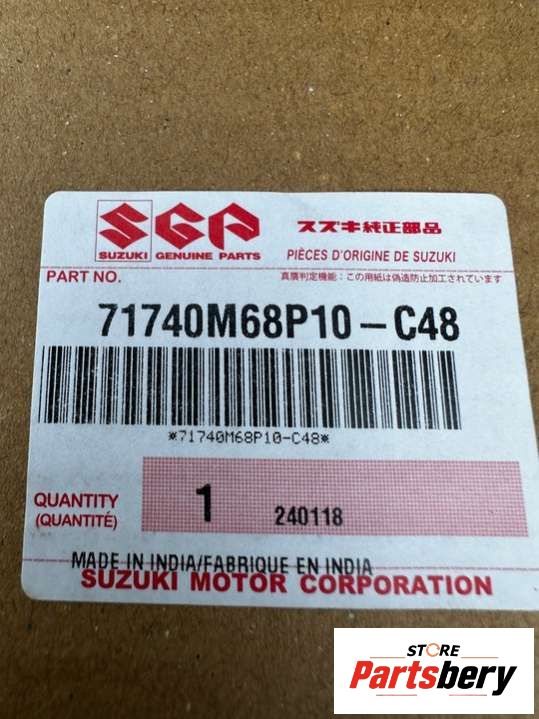 SGP
SUZUKI GENUINE PARTS
スズキ純正部品
PIÈCES D'ORIGINE DE SUZUKI
PART NO.
真贋判定機能：この用紙は偽造防止加工されています
71740M68P10-C48
*71740M68P10-C48*
QUANTITY
(QUANTITÉ)
1
240118
MADE IN INDIA/FABRIQUE EN INDIA
SUZUKI MOTOR CORPORATION
STORE
Partsbery